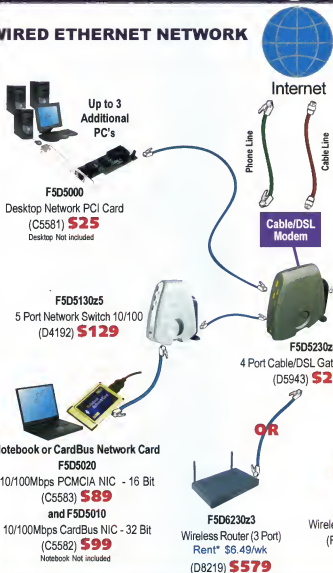 WIRED ETHERNET NETWORK
Internet
Up to 3
Additional
PC's
Phone Line
Cable Line
F5D5000
Desktop Network PCI Card
(C5581) $25
Desktop Not included
Cable/DSL
Modem
F5D5130z5
5 Port Network Switch 10/100
(D4192) $129
F5D5230z
4 Port Cable/DSL Gat
(D5943) $2
OR
Notebook or CardBus Network Card
F5D5020
10/100Mbps PCMCIA NIC - 16 Bit
(C5583) $89
and F5D5010
10/100Mbps CardBus NIC - 32 Bit
(C5582) $99
Notebook Not included
F5D6230z3
Wireless Router (3 Port)
Rent* $6.49/wk
(D8219) $579
Wire